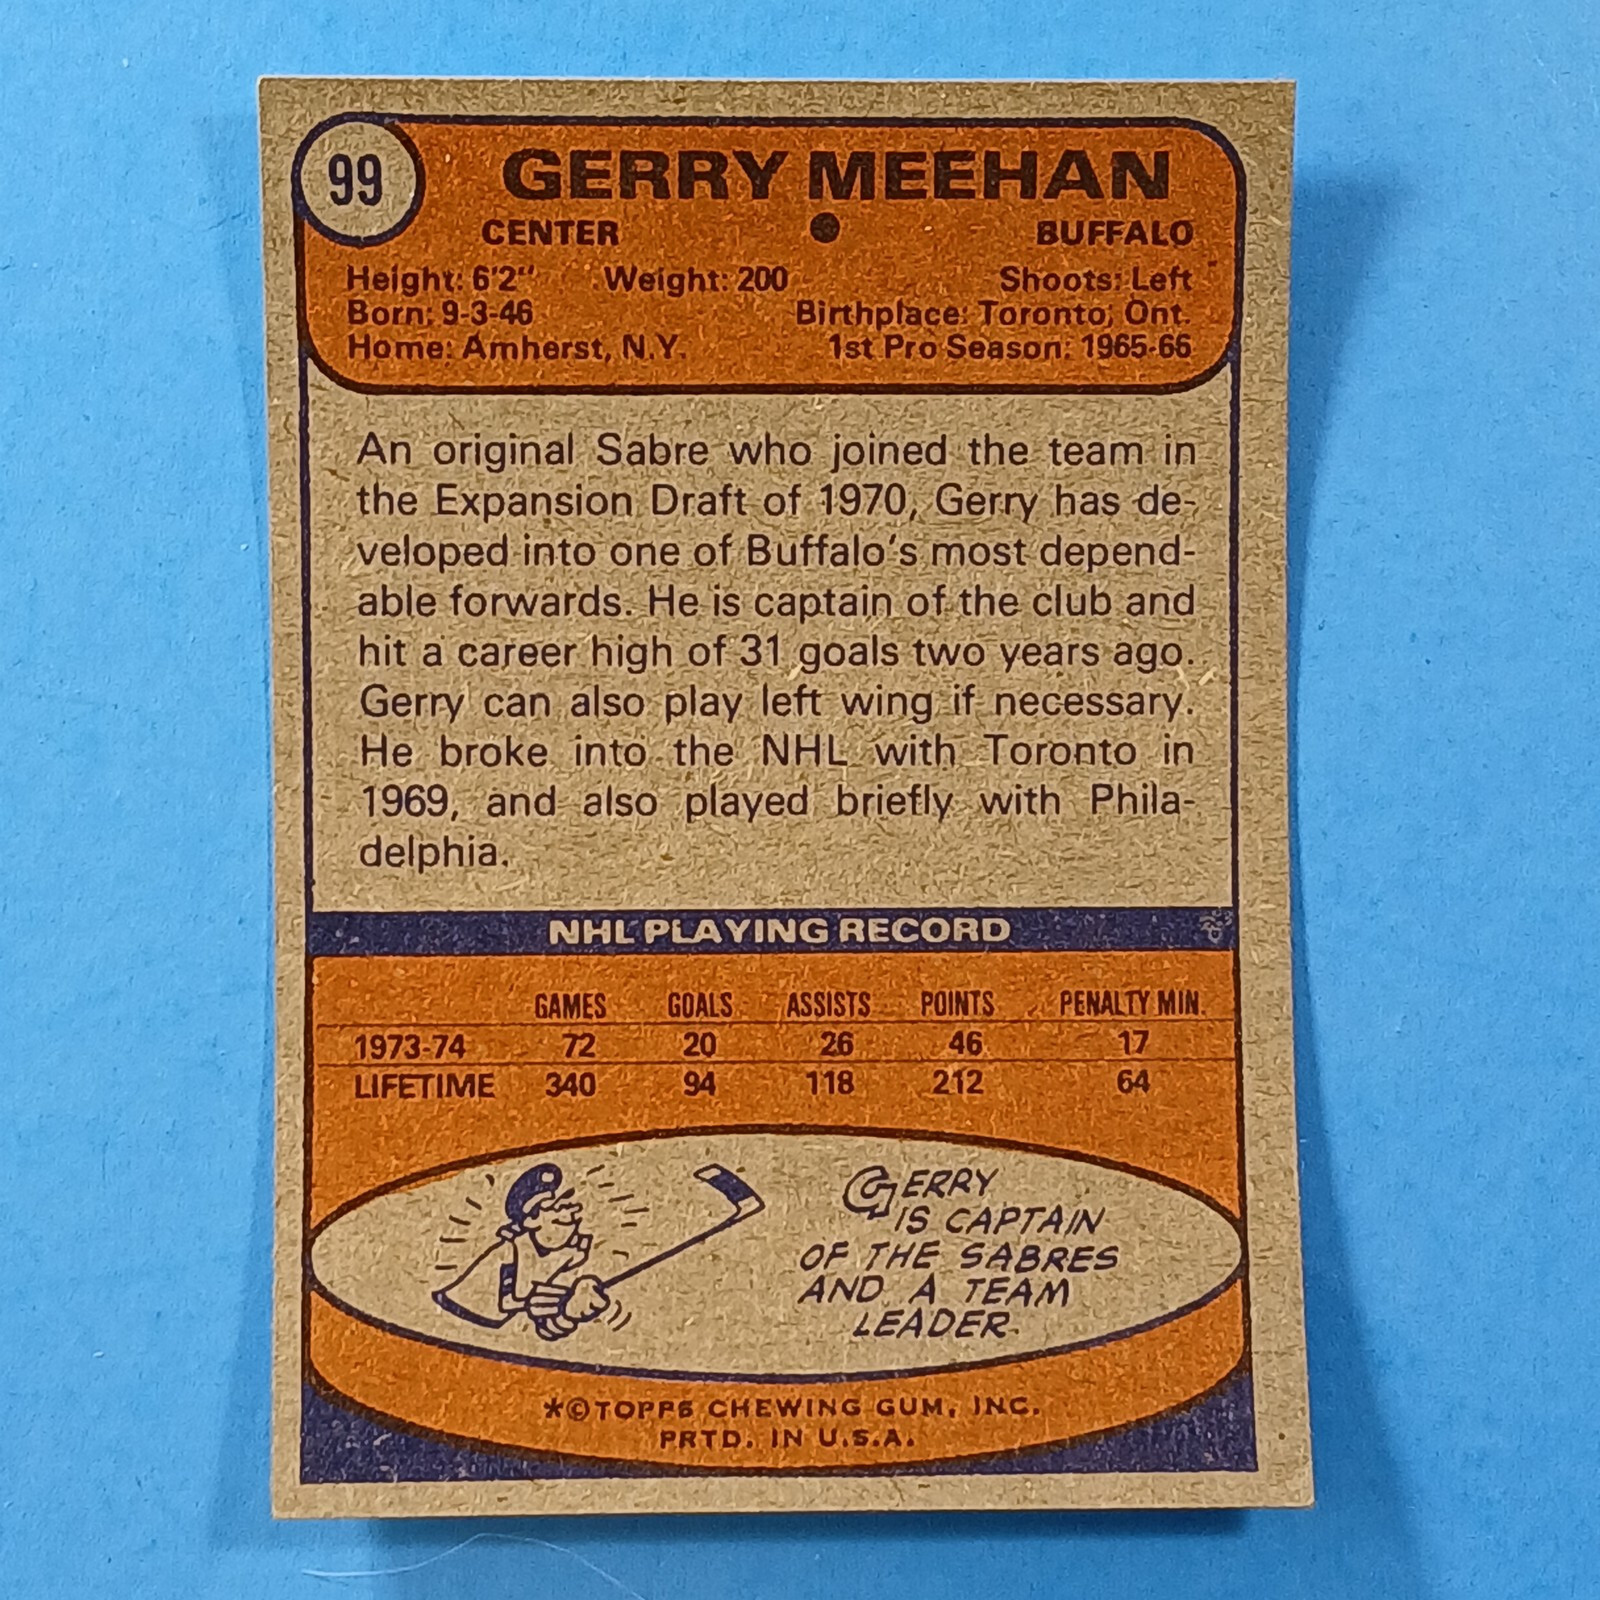 99
GERRY MEEHAN
CENTER ● BUFFALO
Height: 6'2" Weight: 200 Shoots: Left
Born: 9-3-46 Birthplace: Toronto, Ont.
Home: Amherst, N.Y. 1st Pro Season: 1965-66
An original Sabre who joined the team in
the Expansion Draft of 1970, Gerry has de-
veloped into one of Buffalo's most depend-
able forwards. He is captain of the club and
hit a career high of 31 goals two years ago.
Gerry can also play left wing if necessary.
He broke into the NHL with Toronto in
1969, and also played briefly with Phila-
delphia.
NHL PLAYING RECORD
GAMES GOALS ASSISTS POINTS PENALTY MIN.
1973-74 72 20 26 46 17
LIFETIME 340 94 118 212 64
GERRY
IS CAPTAIN
OF THE SABRES
AND A TEAM
LEADER.
*©TOPPS CHEWING GUM, INC.
PRTD. IN U.S.A.